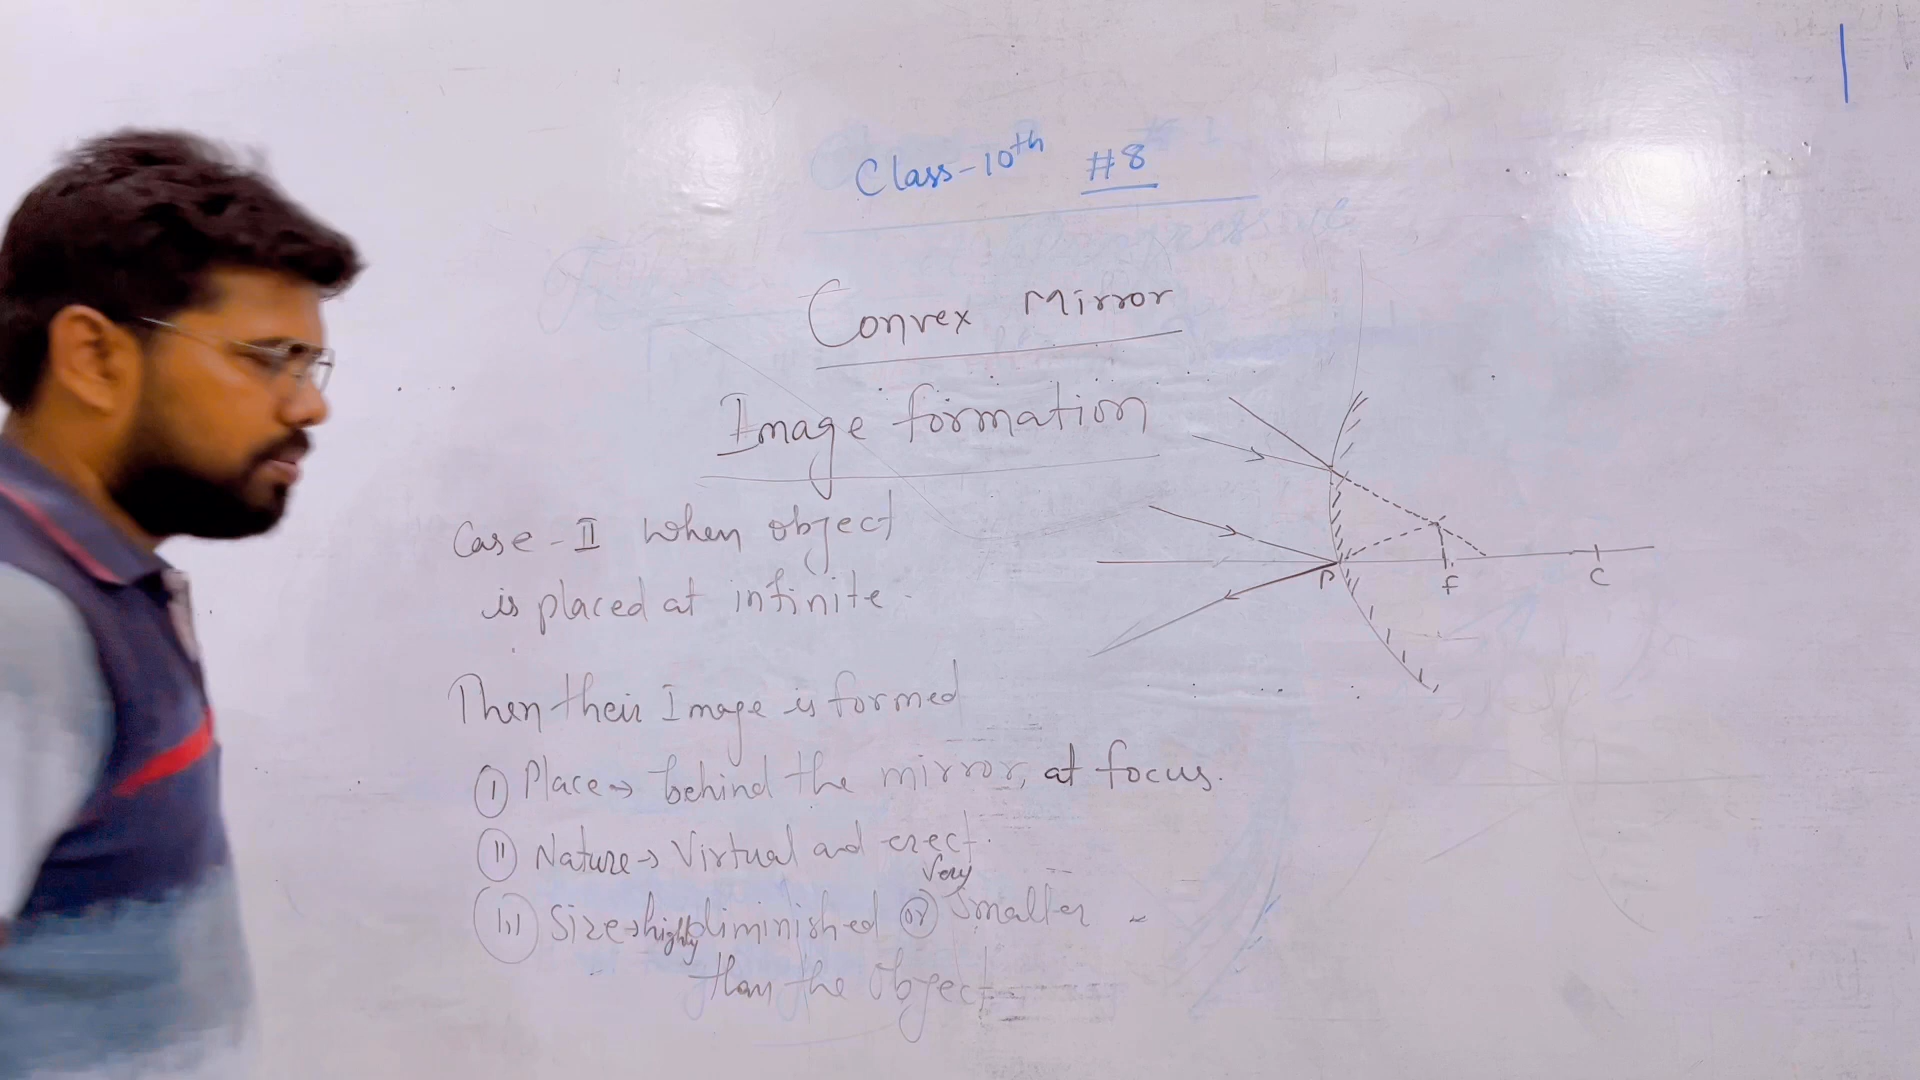 Class-10th #8
Convex Mirror
Image formation
Case-II When object
is placed at infinite.
Then their Image is formed
(I) Place→ behind the mirror, at focus.
(II) Nature→ Virtual and erect.
Very
(III) Size→ highly diminished or Smaller
than the object
P
F
C